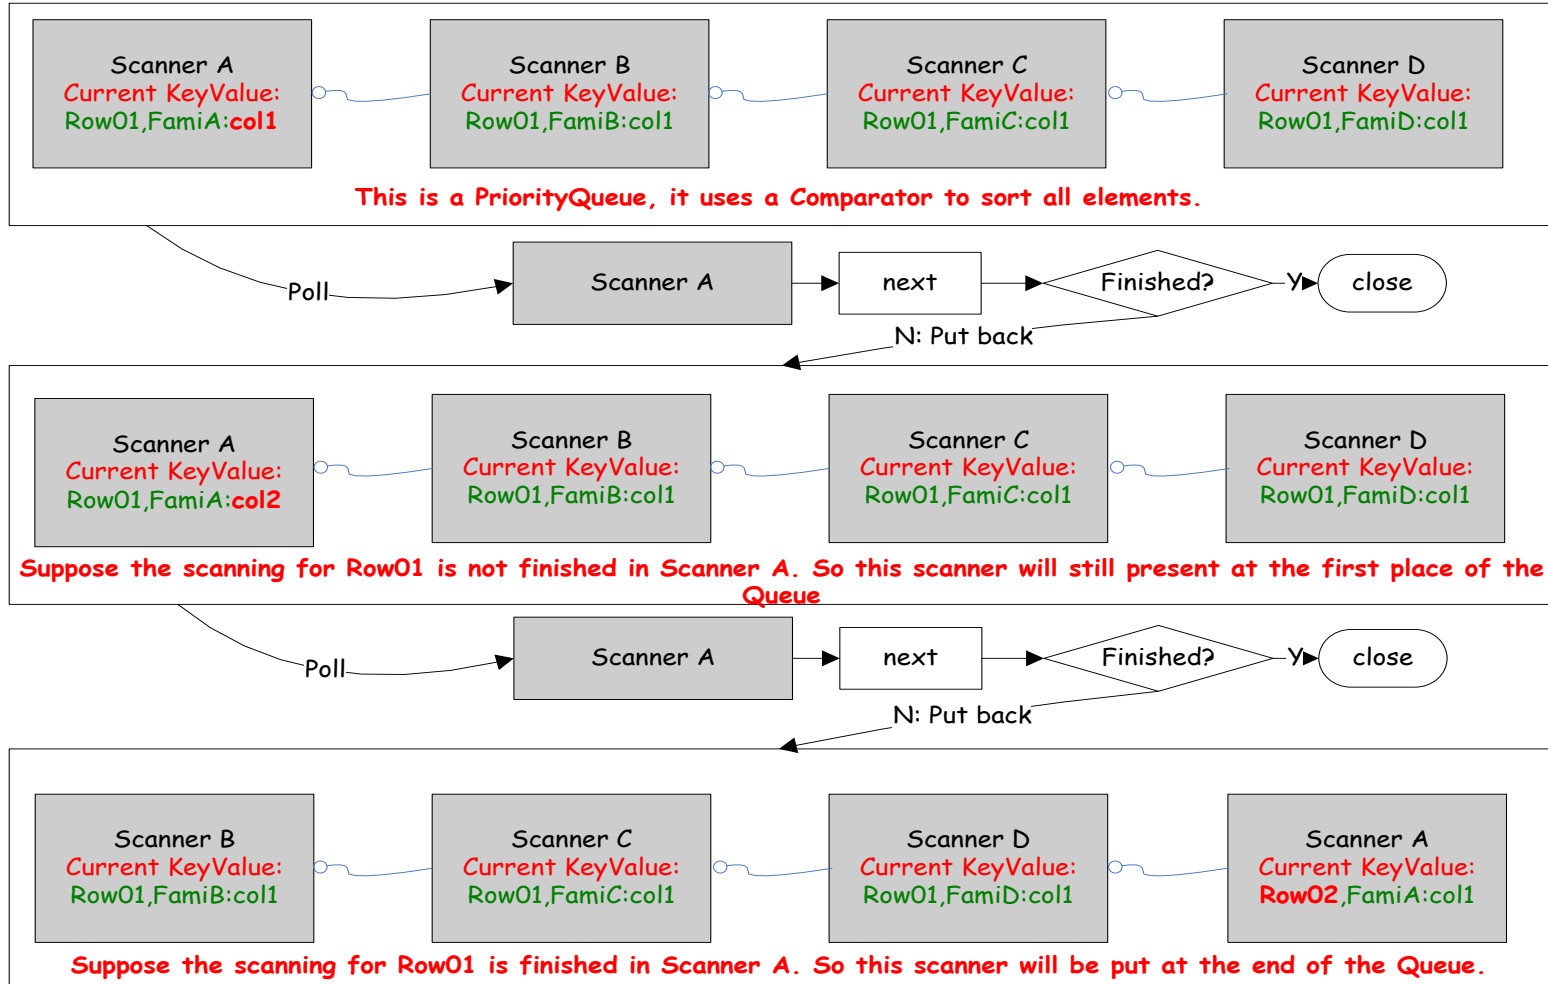 Scanner A
Current KeyValue:
Row01,FamiA:col1
Scanner B
Current KeyValue:
Row01,FamiB:col1
Scanner C
Current KeyValue:
Row01,FamiC:col1
Scanner D
Current KeyValue:
Row01,FamiD:col1
This is a PriorityQueue, it uses a Comparator to sort all elements.
Poll
Scanner A
next
Finished?
Y
close
N: Put back
Scanner A
Current KeyValue:
Row01,FamiA:col2
Scanner B
Current KeyValue:
Row01,FamiB:col1
Scanner C
Current KeyValue:
Row01,FamiC:col1
Scanner D
Current KeyValue:
Row01,FamiD:col1
Suppose the scanning for Row01 is not finished in Scanner A. So this scanner will still present at the first place of the
Queue
Poll
Scanner A
next
Finished?
Y
close
N: Put back
Scanner B
Current KeyValue:
Row01,FamiB:col1
Scanner C
Current KeyValue:
Row01,FamiC:col1
Scanner D
Current KeyValue:
Row01,FamiD:col1
Scanner A
Current KeyValue:
Row02,FamiA:col1
Suppose the scanning for Row01 is finished in Scanner A. So this scanner will be put at the end of the Queue.